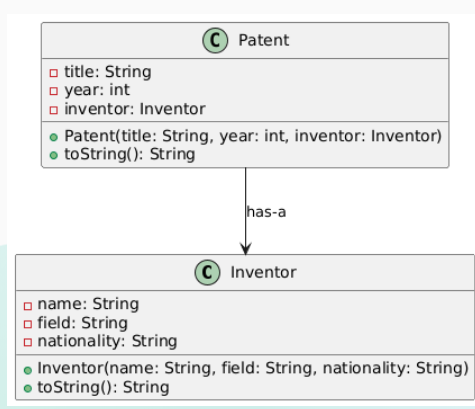 C Patent
title: String
year: int
inventor: Inventor
Patent(title: String, year: int, inventor: Inventor)
toString(): String
has-a
C Inventor
name: String
field: String
nationality: String
Inventor(name: String, field: String, nationality: String)
toString(): String